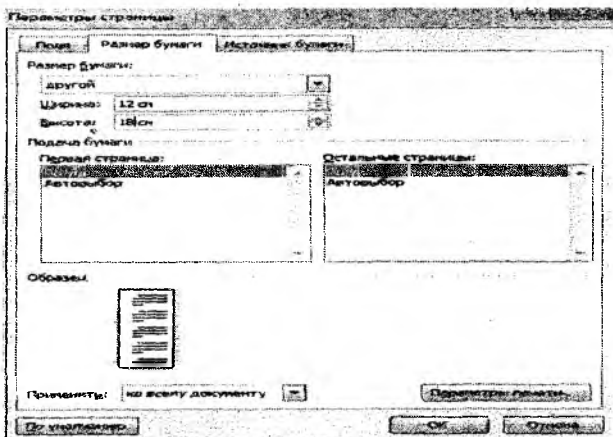 Параметры страницы
Поля Размер бумаги Источник бумаги
Размер бумаги:
другой
Ширина: 12 см
Высота: 18 см
Подача бумаги
Первая страница: Остальные страницы:
Автовыбор Автовыбор
Образец
Применить: ко всему документу Параметры печати...
По умолчанию ОК Отмена